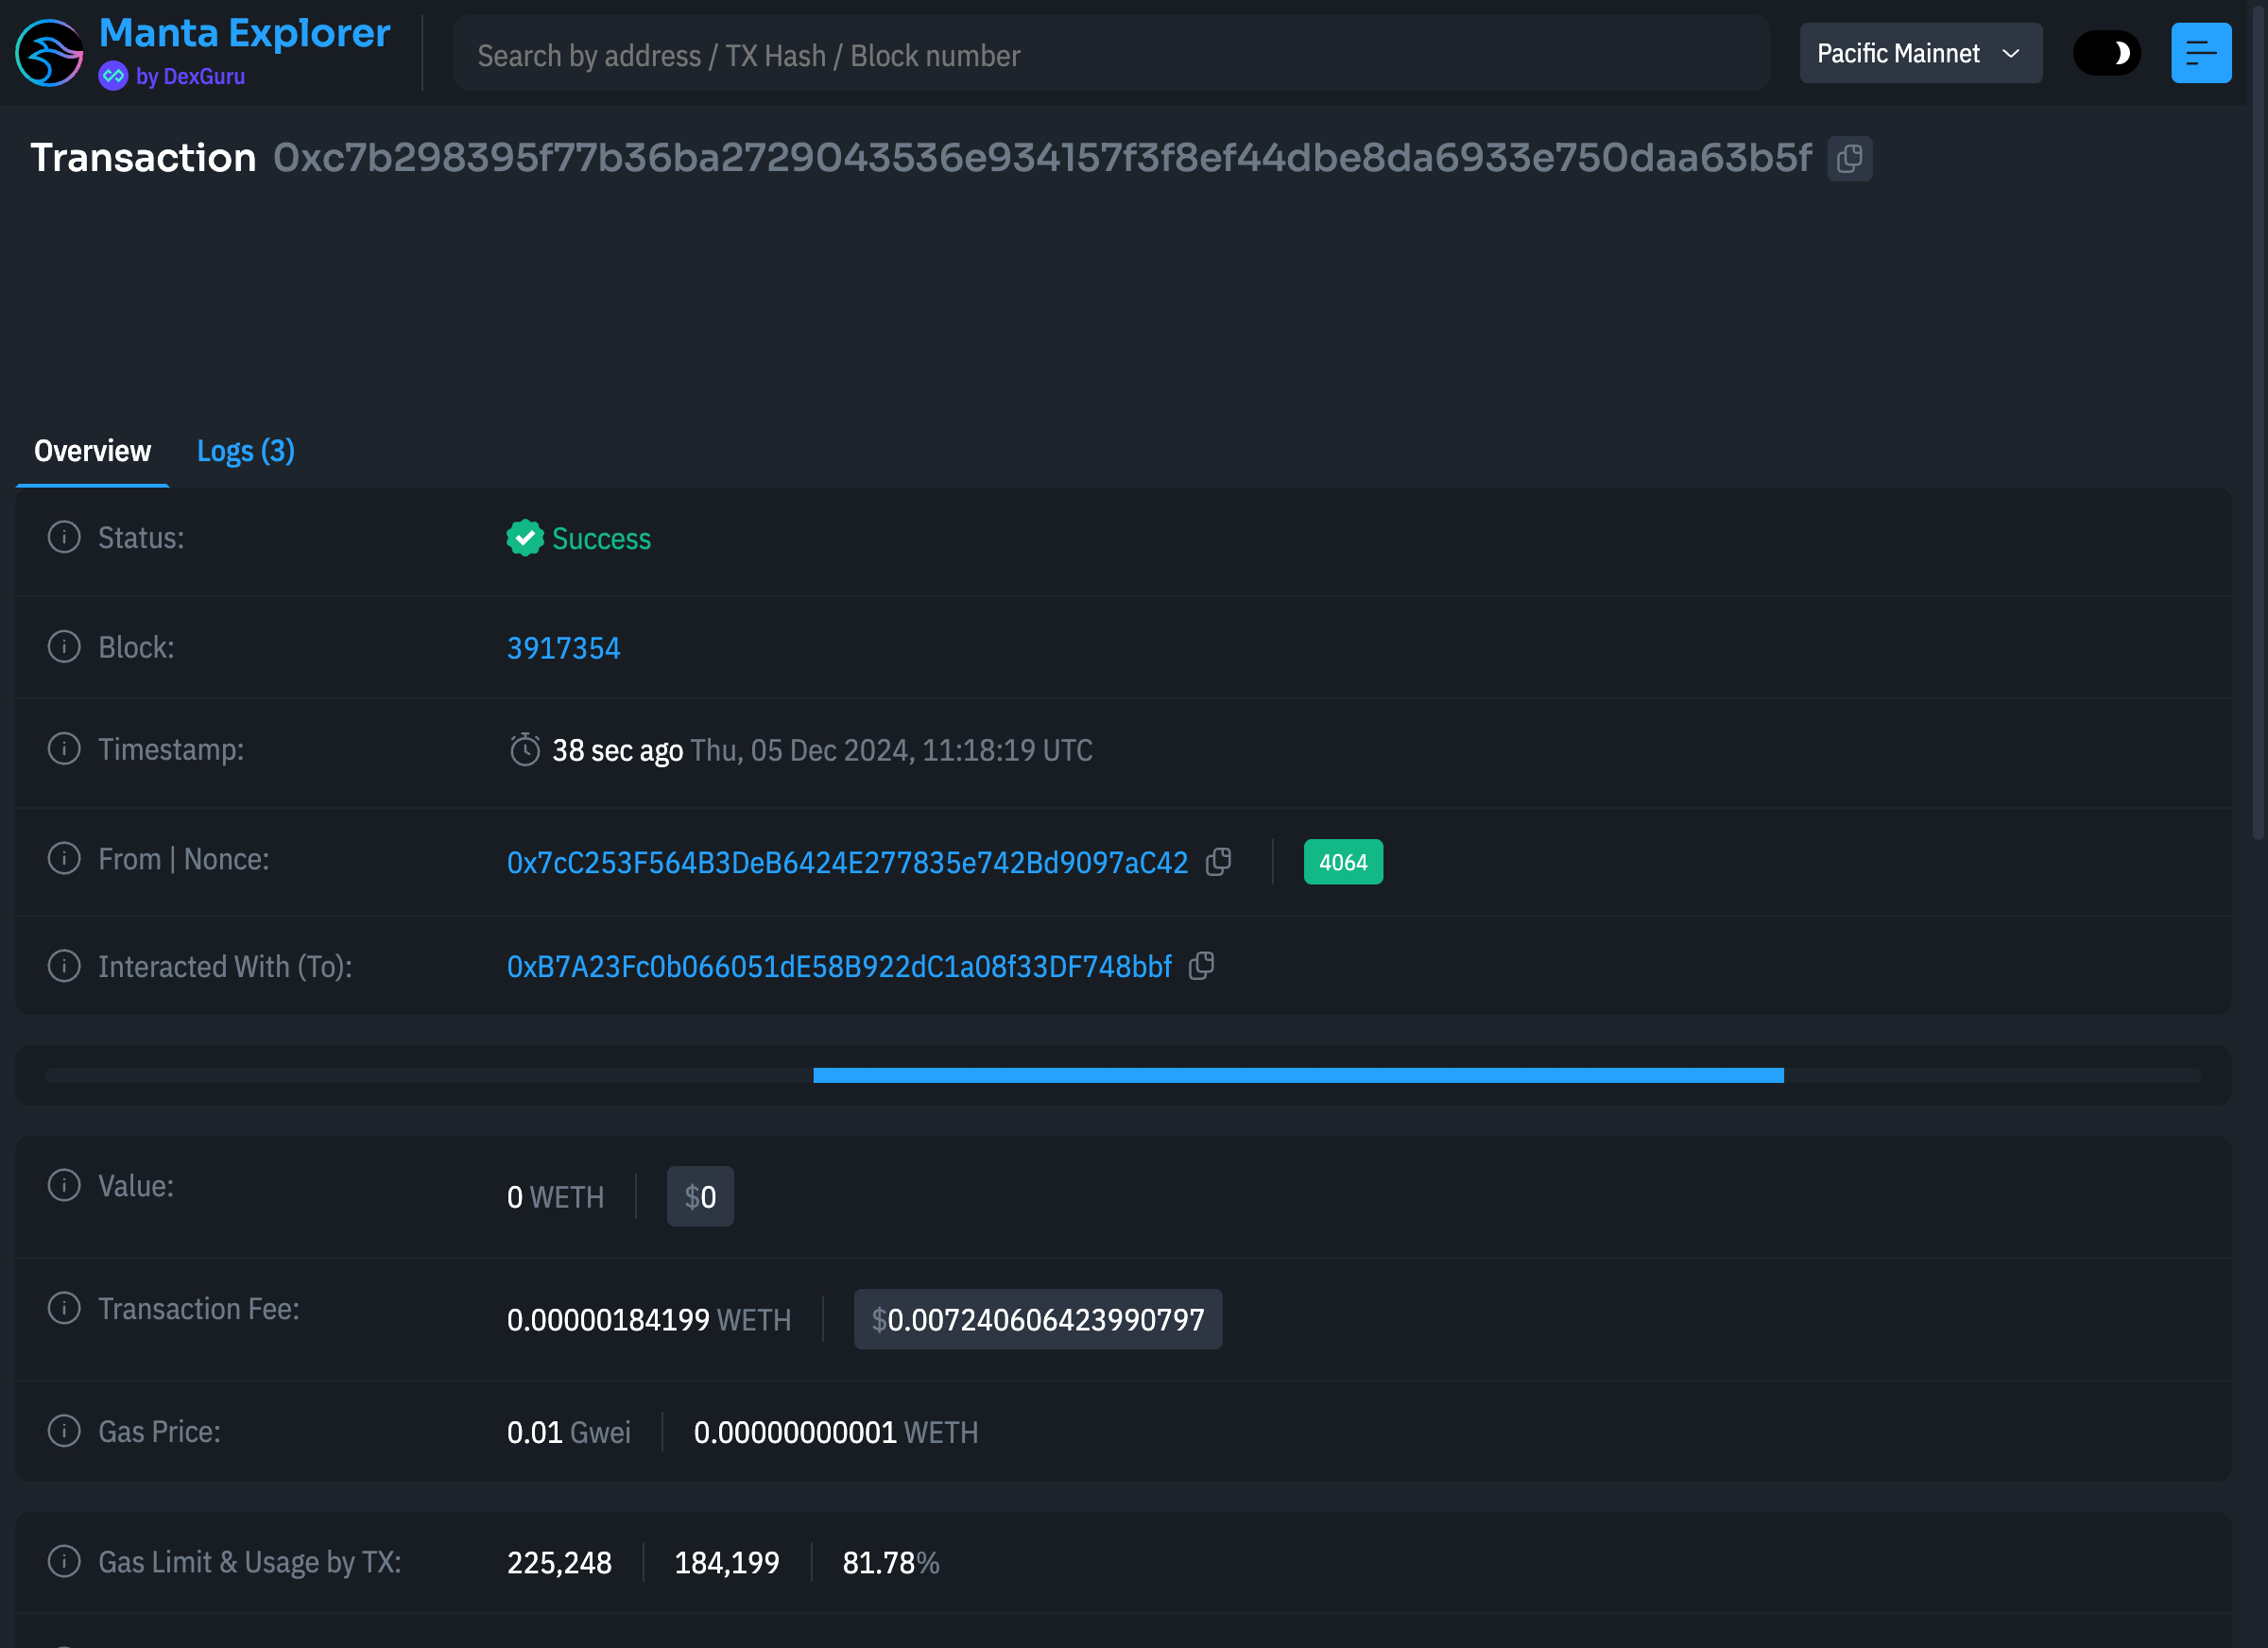 Manta Explorer
by DexGuru
Search by address / TX Hash / Block number
Pacific Mainnet
Transaction 0xc7b298395f77b36ba2729043536e934157f3f8ef44dbe8da6933e750daa63b5f
Overview Logs (3)
Status: Success
Block: 3917354
Timestamp: 38 sec ago Thu, 05 Dec 2024, 11:18:19 UTC
From | Nonce: 0x7cC253F564B3DeB6424E277835e742Bd9097aC42 4064
Interacted With (To): 0xB7A23Fc0b066051dE58B922dC1a08f33DF748bbf
Value: 0 WETH $0
Transaction Fee: 0.00000184199 WETH $0.007240606423990797
Gas Price: 0.01 Gwei 0.00000000001 WETH
Gas Limit & Usage by TX: 225,248 184,199 81.78%